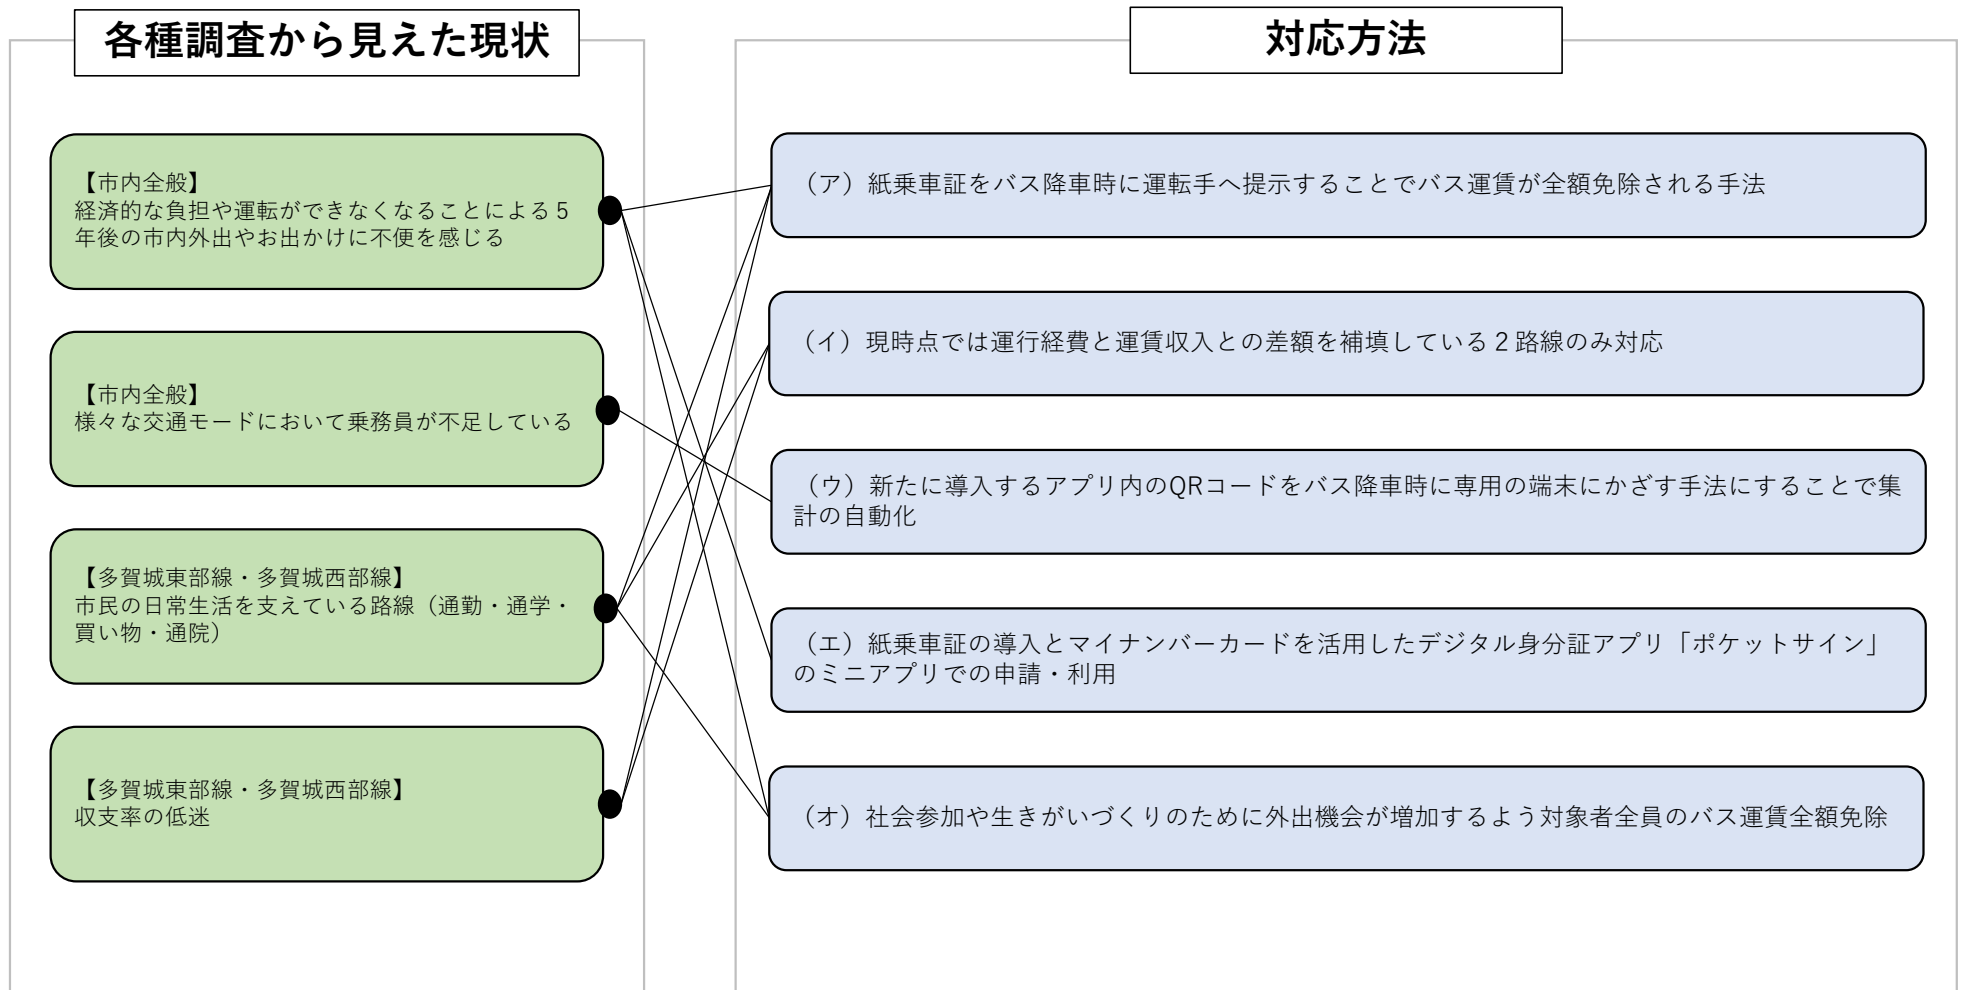 各種調査から見えた現状
【市内全般】
経済的な負担や運転ができなくなることによる5
年後の市内外出やお出かけに不便を感じる
【市内全般】
様々な交通モードにおいて乗務員が不足している
【多賀城東部線・多賀城西部線】
市民の日常生活を支えている路線（通勤・通学・
買い物・通院）
【多賀城東部線・多賀城西部線】
収支率の低迷
対応方法
（ア）紙乗車証をバス降車時に運転手へ提示することでバス運賃が全額免除される手法
（イ）現時点では運行経費と運賃収入との差額を補填している２路線のみ対応
（ウ）新たに導入するアプリ内のQRコードをバス降車時に専用の端末にかざす手法にすることで集
計の自動化
（エ）紙乗車証の導入とマイナンバーカードを活用したデジタル身分証アプリ「ポケットサイン」
のミニアプリでの申請・利用
（オ）社会参加や生きがいづくりのために外出機会が増加するよう対象者全員のバス運賃全額免除